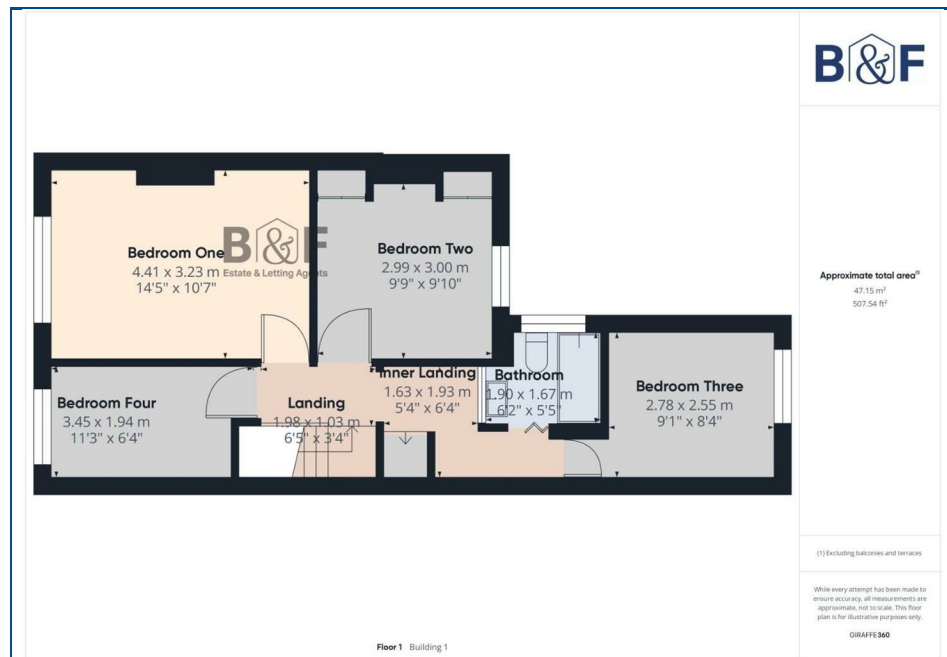 B&F
Bedroom One
4.41 x 3.23 m
14'5" x 10'7"
B&F
Estate & Letting Agents
Bedroom Two
2.99 x 3.00 m
9'9" x 9'10"
Bedroom Four
3.45 x 1.94 m
11'3" x 6'4"
Landing
1.98 x 1.03 m
6'5" x 3'4"
Inner Landing
1.63 x 1.93 m
5'4" x 6'4"
Bathroom
1.90 x 1.67 m
6'2" x 5'5"
Bedroom Three
2.78 x 2.55 m
9'1" x 8'4"
Approximate total area⁽¹⁾
47.15 m²
507.54 ft²
(1) Excluding balconies and terraces
While every attempt has been made to
ensure accuracy, all measurements are
approximate, not to scale. This floor
plan is for illustrative purposes only.
GIRAFFE360
Floor 1 Building 1